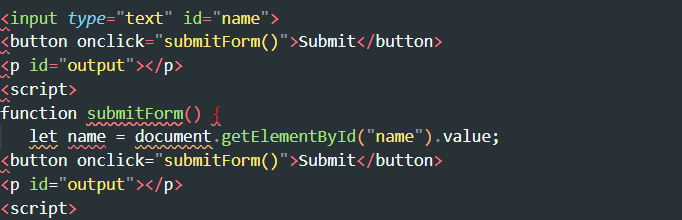 <input type="text" id="name">
<button onclick="submitForm()">Submit</button>
<p id="output"></p>
<script>
function submitForm() {
   let name = document.getElementById("name").value;
<button onclick="submitForm()">Submit</button>
<p id="output"></p>
<script>